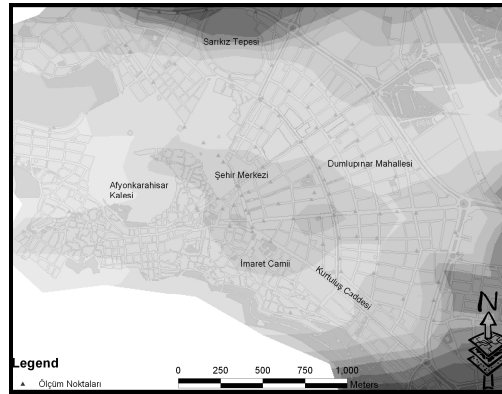 Sarıkız Tepesi
Dumlupınar Mahallesi
Şehir Merkezi
Afyonkarahisar
Kalesi
İmaret Camii
Kurtuluş Caddesi
N
Legend
Ölçüm Noktaları
0 250 500 750 1,000
Meters